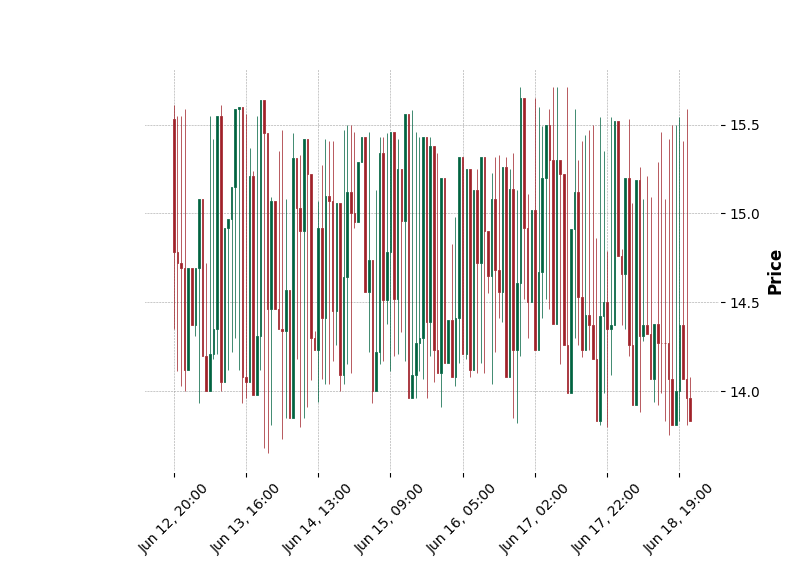 15.5
15.0
14.5
14.0
Price
Jun 12, 20:00
Jun 13, 16:00
Jun 14, 13:00
Jun 15, 09:00
Jun 16, 05:00
Jun 17, 02:00
Jun 17, 22:00
Jun 18, 19:00